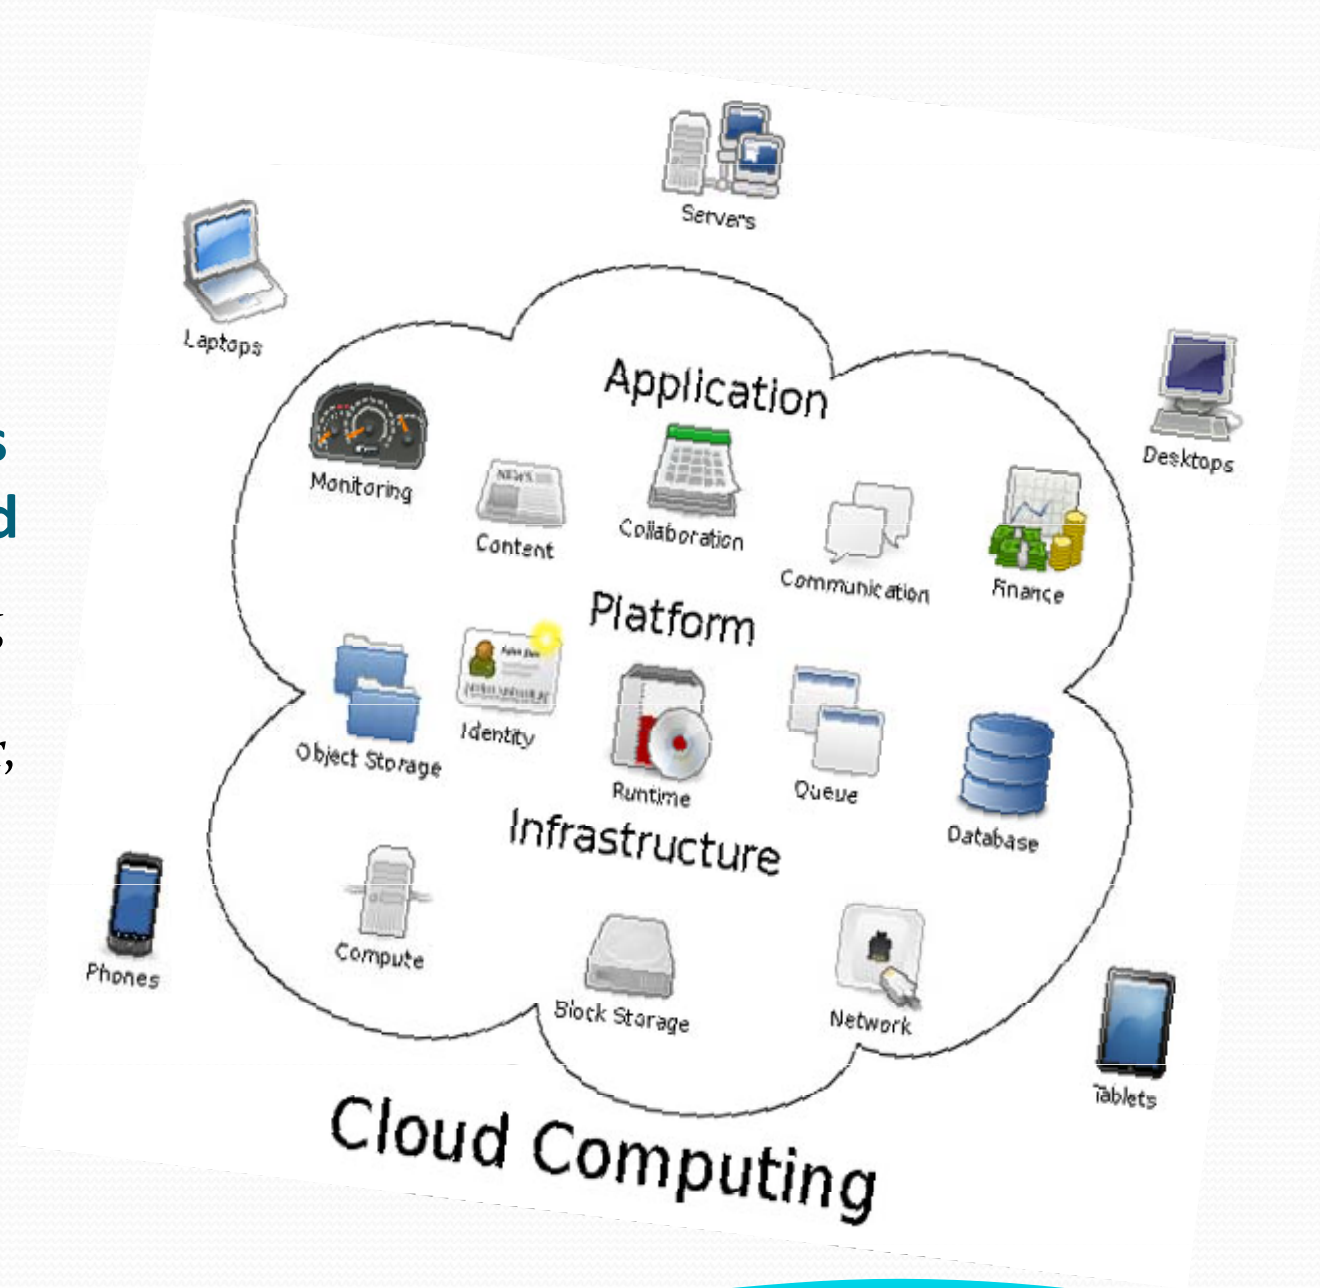 Servers
Laptops
Desktops
Application
Monitoring
Content
NEWS
Collaboration
Communication
Finance
s
d
Platform
Object Storage
Identity
Runtime
Queue
Database
r,
Infrastructure
Compute
Block Storage
Network
Phones
Tablets
Cloud Computing